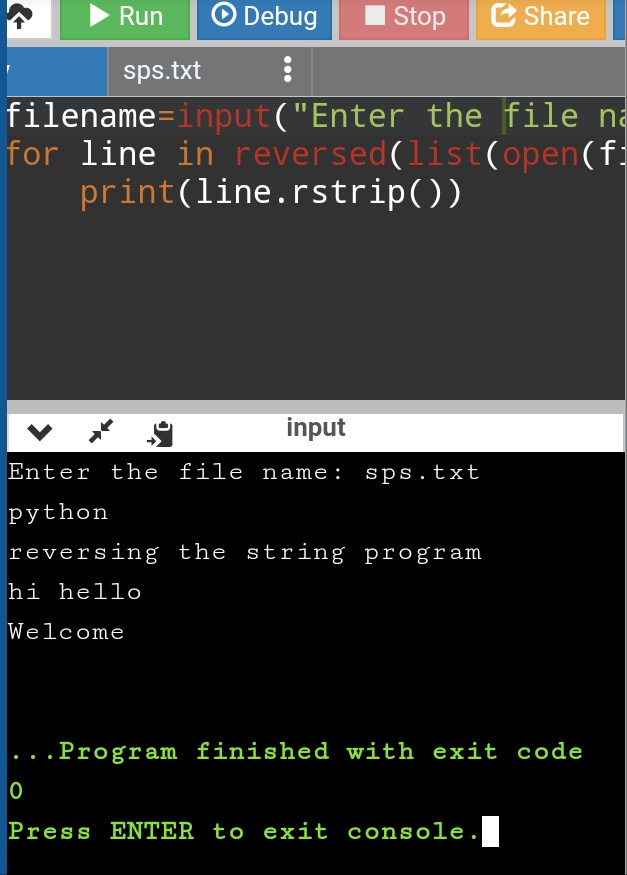 Run Debug Stop Share
sps.txt
filename=input("Enter the file
for line in reversed(list(open(
print(line.rstrip())
input
Enter the file name: sps.txt
python
reversing the string program
hi hello
Welcome
...Program finished with exit code
0
Press ENTER to exit console.